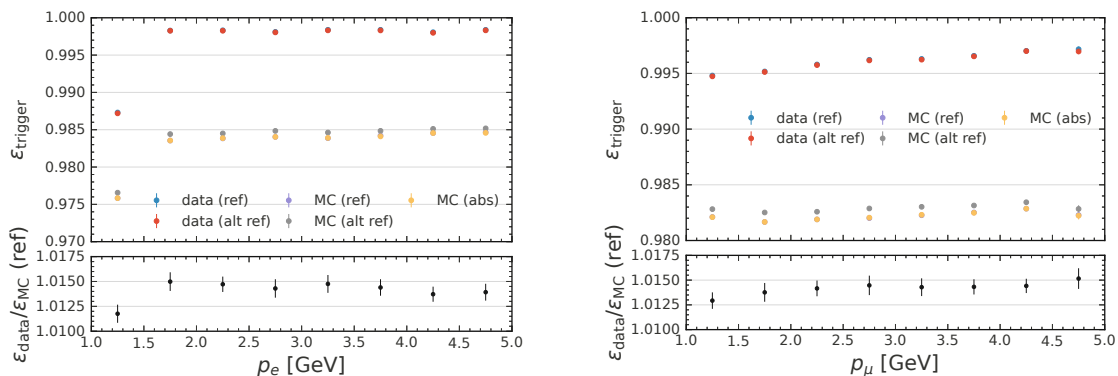 1.000
0.995
0.990
0.985
0.980
0.975
0.970
ε_trigger
data (ref)
data (alt ref)
MC (ref)
MC (alt ref)
MC (abs)
1.0175
1.0150
1.0125
1.0100
ε_data/ε_MC (ref)
1.0 1.5 2.0 2.5 3.0 3.5 4.0 4.5 5.0
p_e [GeV]
1.000
0.995
0.990
0.985
0.980
ε_trigger
data (ref)
data (alt ref)
MC (ref)
MC (alt ref)
MC (abs)
1.0175
1.0150
1.0125
1.0100
ε_data/ε_MC (ref)
1.0 1.5 2.0 2.5 3.0 3.5 4.0 4.5 5.0
p_μ [GeV]